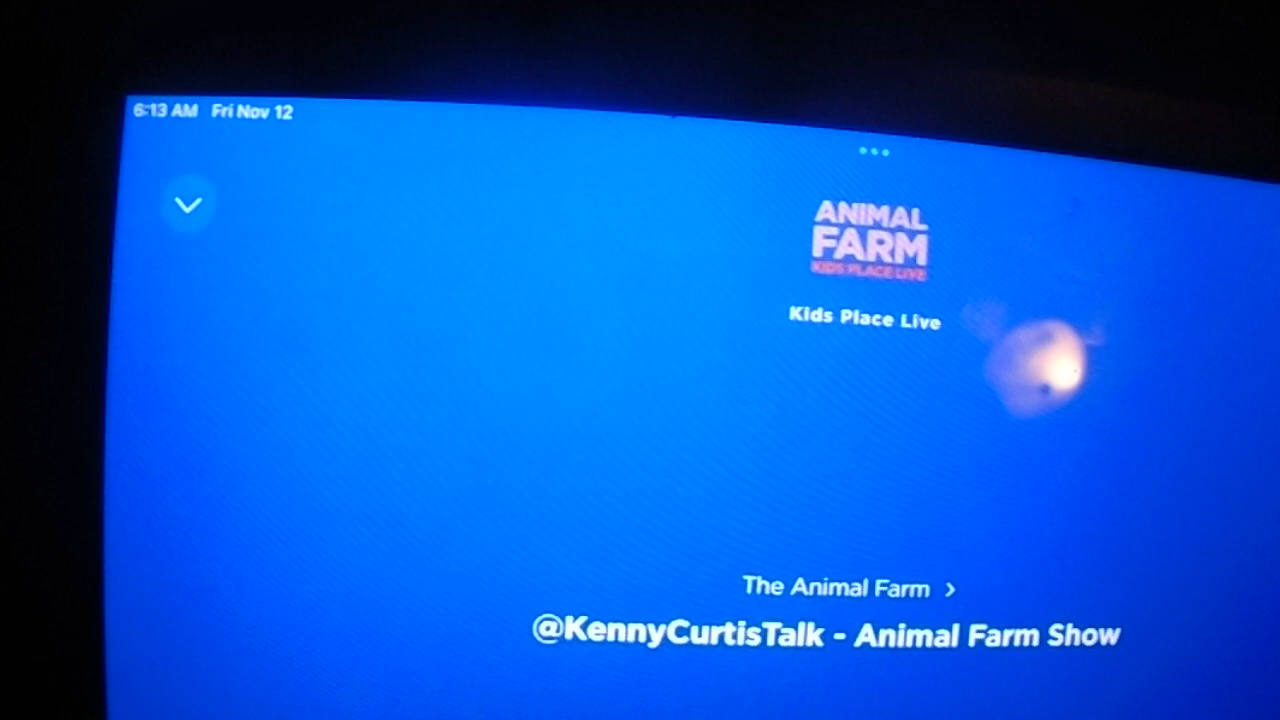 6:13 AM Fri Nov 12
ANIMAL
FARM
KIDS PLACE LIVE
Kids Place Live
The Animal Farm >
@KennyCurtisTalk - Animal Farm Show